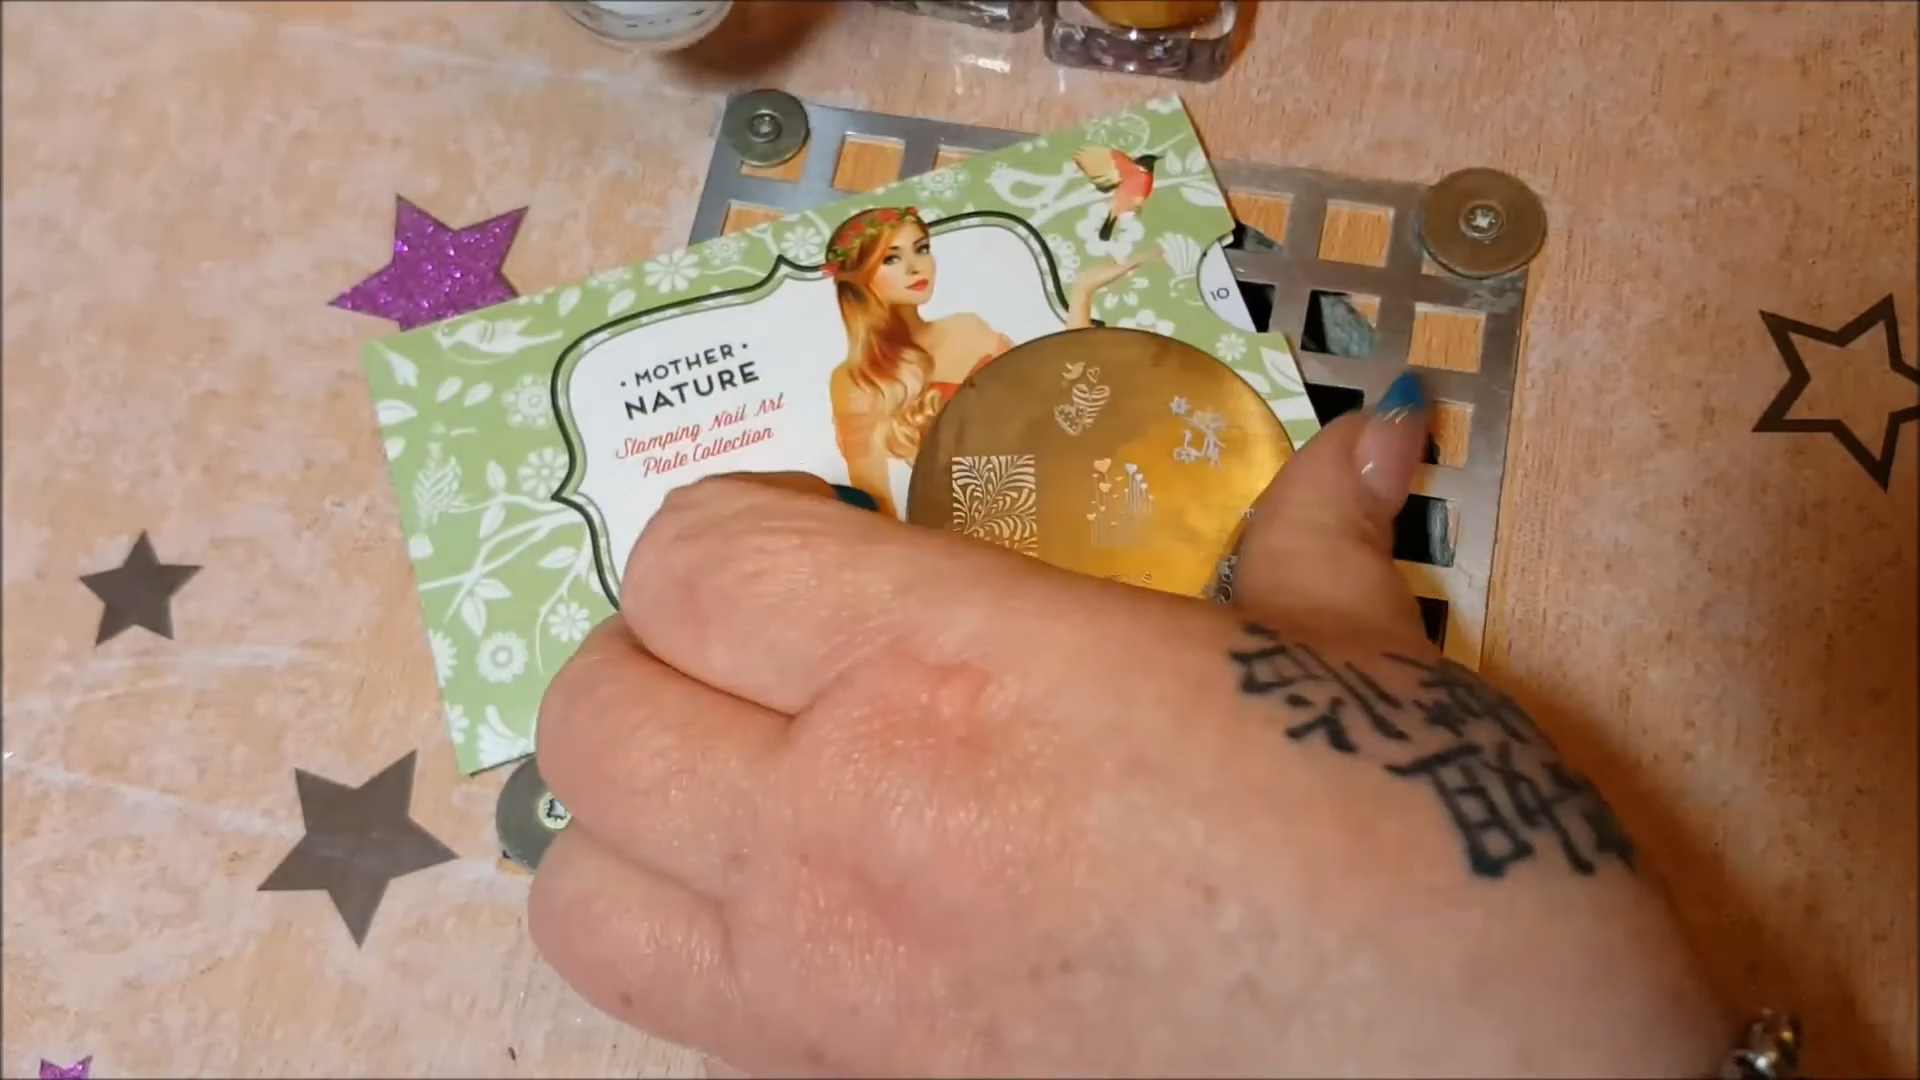 • MOTHER •
NATURE
Stamping Nail Art
Plate Collection
10